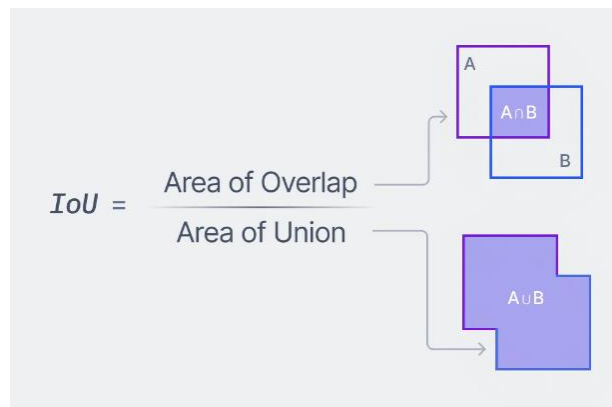 A
A∩B
B
Area of Overlap
IoU =
Area of Union
A∪B